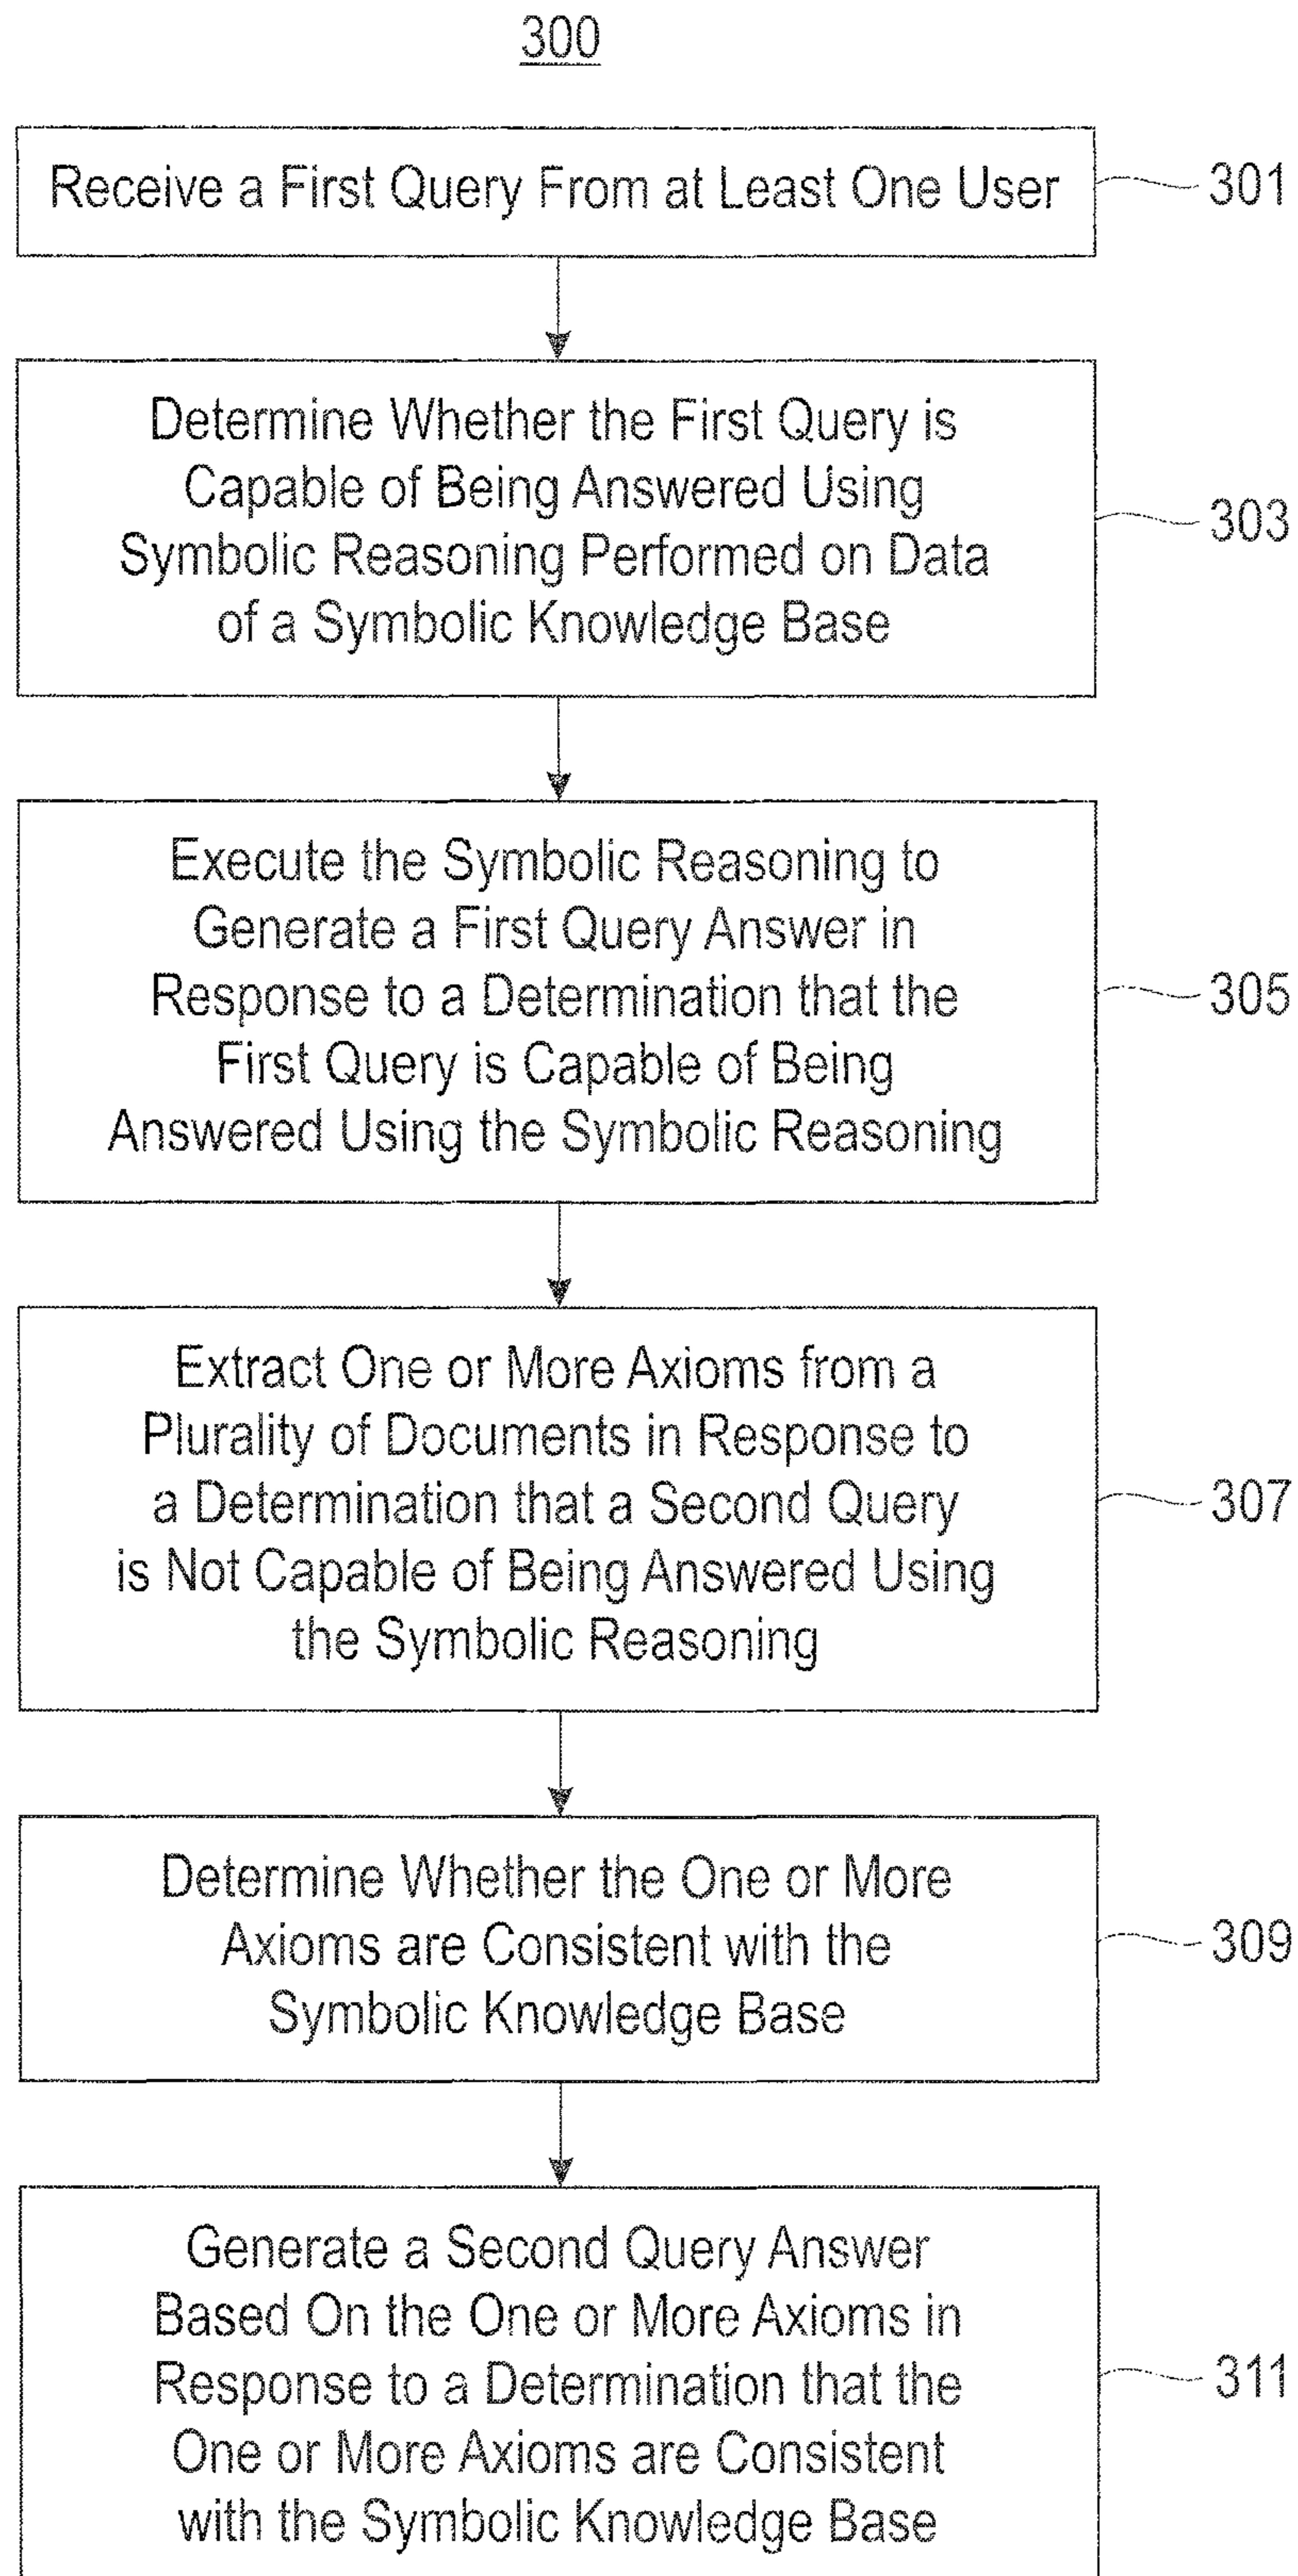 300
Receive a First Query From at Least One User
301
Determine Whether the First Query is
Capable of Being Answered Using
Symbolic Reasoning Performed on Data
of a Symbolic Knowledge Base
303
Execute the Symbolic Reasoning to
Generate a First Query Answer in
Response to a Determination that the
First Query is Capable of Being
Answered Using the Symbolic Reasoning
305
Extract One or More Axioms from a
Plurality of Documents in Response to
a Determination that a Second Query
is Not Capable of Being Answered Using
the Symbolic Reasoning
307
Determine Whether the One or More
Axioms are Consistent with the
Symbolic Knowledge Base
309
Generate a Second Query Answer
Based On the One or More Axioms in
Response to a Determination that the
One or More Axioms are Consistent
with the Symbolic Knowledge Base
311